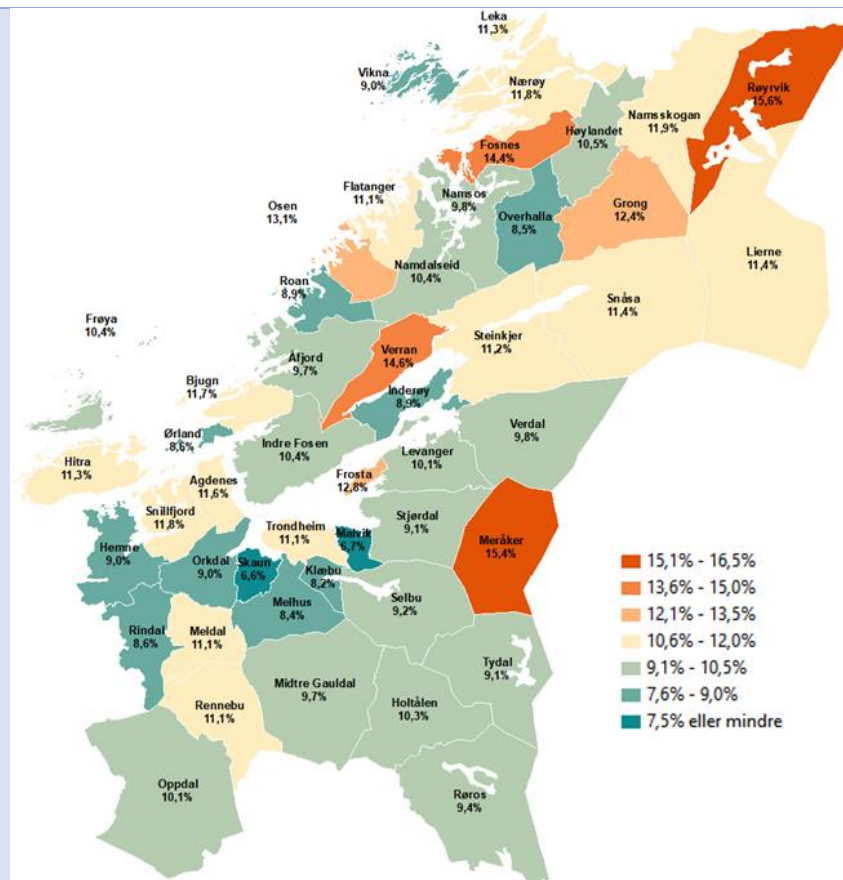 Leka
11,3%
Vikna
9,0%
Nærøy
11,8%
Røyrvik
15,6%
Namsskogan
11,9%
Høylandet
10,5%
Fosnes
14,4%
Flatanger
11,1%
Namsos
9,8%
Grong
12,4%
Osen
13,1%
Overhalla
8,5%
Lierne
11,4%
Namdalseid
10,4%
Roan
8,9%
Snåsa
11,4%
Frøya
10,4%
Steinkjer
11,2%
Verran
14,6%
Åfjord
9,7%
Bjugn
11,7%
Inderøy
8,9%
Verdal
9,8%
Ørland
8,6%
Indre Fosen
10,4%
Levanger
10,1%
Hitra
11,3%
Agdenes
11,6%
Frosta
12,8%
Snillfjord
11,8%
Stjørdal
9,1%
Trondheim
11,1%
Malvik
6,7%
Meråker
15,4%
Hemne
9,0%
Orkdal
9,0%
Skaun
6,6%
Klæbu
8,2%
Melhus
8,4%
Selbu
9,2%
Rindal
8,6%
Meldal
11,1%
Tydal
9,1%
Midtre Gauldal
9,7%
Rennebu
11,1%
Holtålen
10,3%
Oppdal
10,1%
Røros
9,4%
15,1% - 16,5%
13,6% - 15,0%
12,1% - 13,5%
10,6% - 12,0%
9,1% - 10,5%
7,6% - 9,0%
7,5% eller mindre